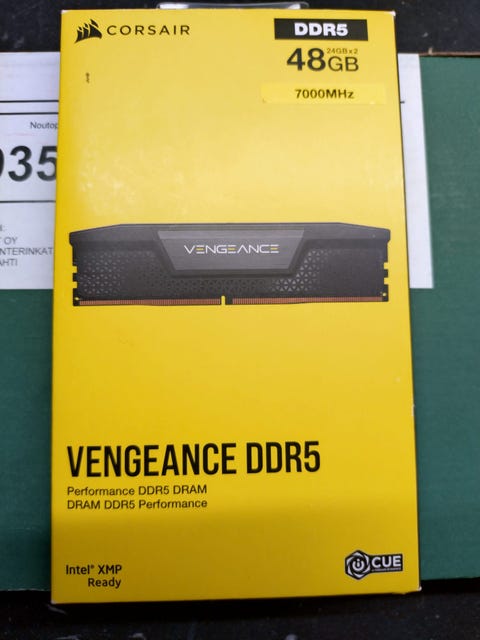 CORSAIR
DDR5
24GBx2
48GB
7000MHz
Noutop
935
OY
NTERINKAT
AHTI
VENGEANCE
VENGEANCE DDR5
Performance DDR5 DRAM
DRAM DDR5 Performance
Intel® XMP
Ready
iCUE